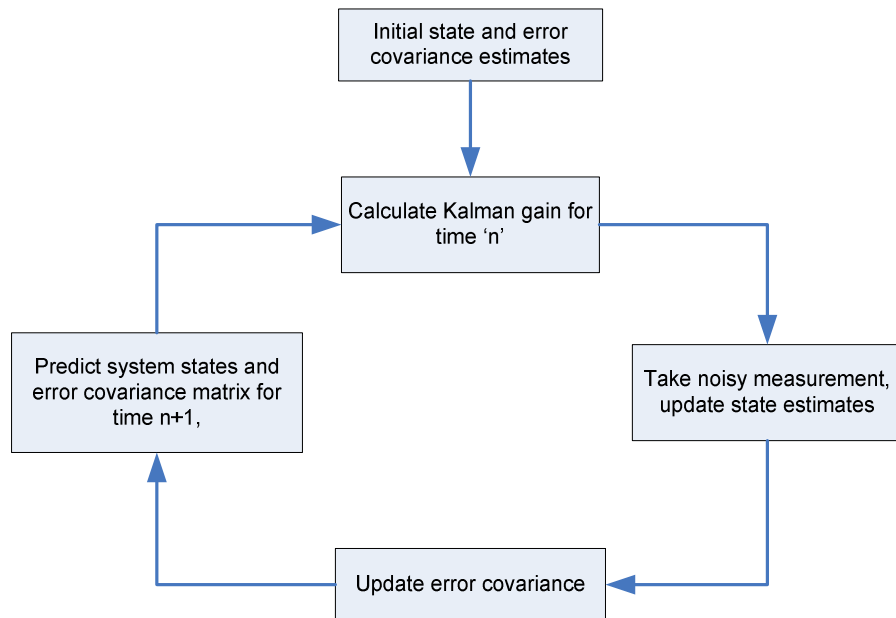 Initial state and error
covariance estimates
Calculate Kalman gain for
time ‘n’
Predict system states and
error covariance matrix for
time n+1,
Take noisy measurement,
update state estimates
Update error covariance